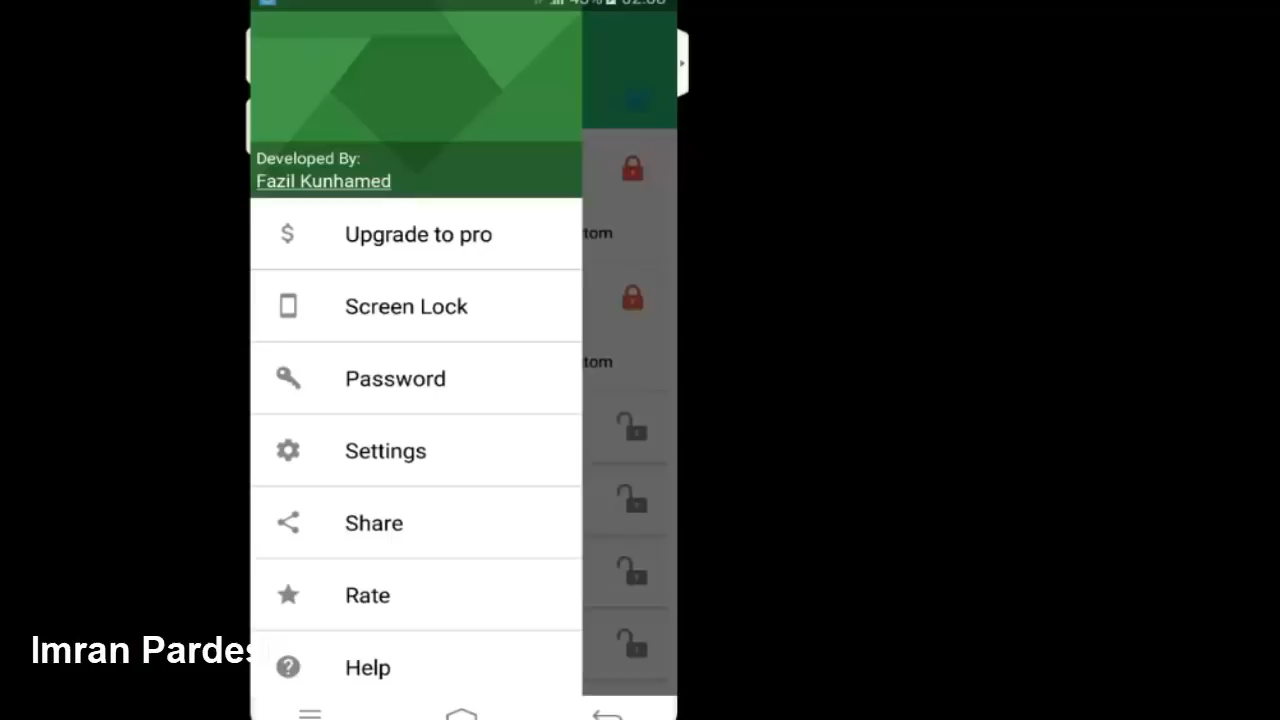 Developed By:
Fazil Kunhamed
Upgrade to pro
tom
Screen Lock
tom
Password
Settings
Share
Rate
Help
Imran Pardes